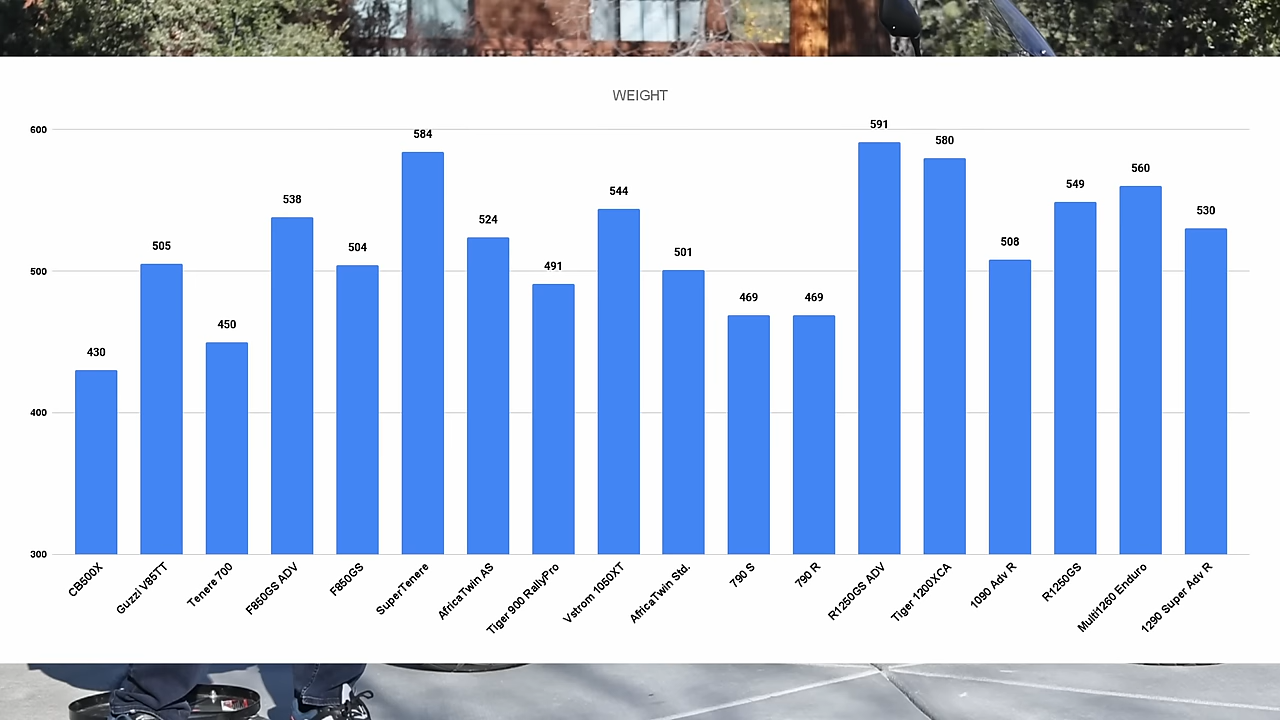 WEIGHT
600
500
400
300
430
505
450
538
504
584
524
491
544
501
469
469
591
580
508
549
560
530
CB500X
Guzzi V85TT
Tenere 700
F850GS ADV
F850GS
SuperTenere
AfricaTwin AS
Tiger 900 RallyPro
Vstrom 1050XT
AfricaTwin Std.
790 S
790 R
R1250GS ADV
Tiger 1200XCA
1090 Adv R
R1250GS
Multi1260 Enduro
1290 Super Adv R